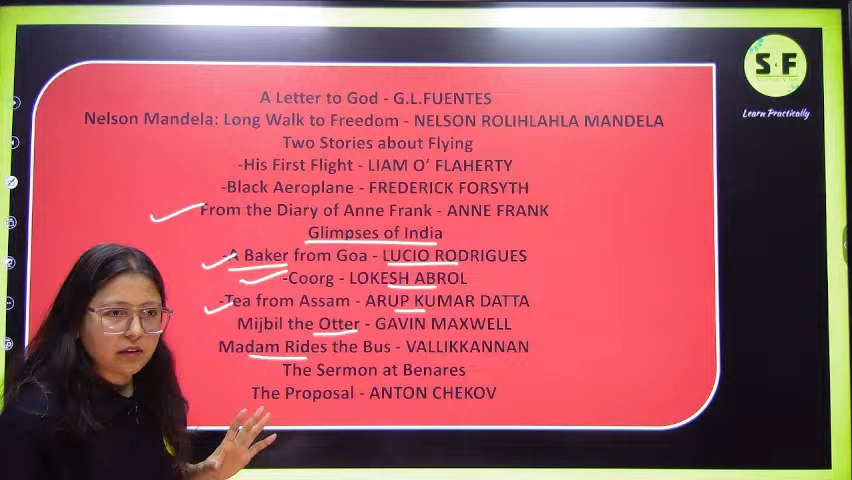 S&F
Learn Practically
A Letter to God - G.L.FUENTES
Nelson Mandela: Long Walk to Freedom - NELSON ROLIHLAHLA MANDELA
Two Stories about Flying
-His First Flight - LIAM O' FLAHERTY
-Black Aeroplane - FREDERICK FORSYTH
From the Diary of Anne Frank - ANNE FRANK
Glimpses of India
-A Baker from Goa - LUCIO RODRIGUES
-Coorg - LOKESH ABROL
-Tea from Assam - ARUP KUMAR DATTA
Mijbil the Otter - GAVIN MAXWELL
Madam Rides the Bus - VALLIKKANNAN
The Sermon at Benares
The Proposal - ANTON CHEKOV